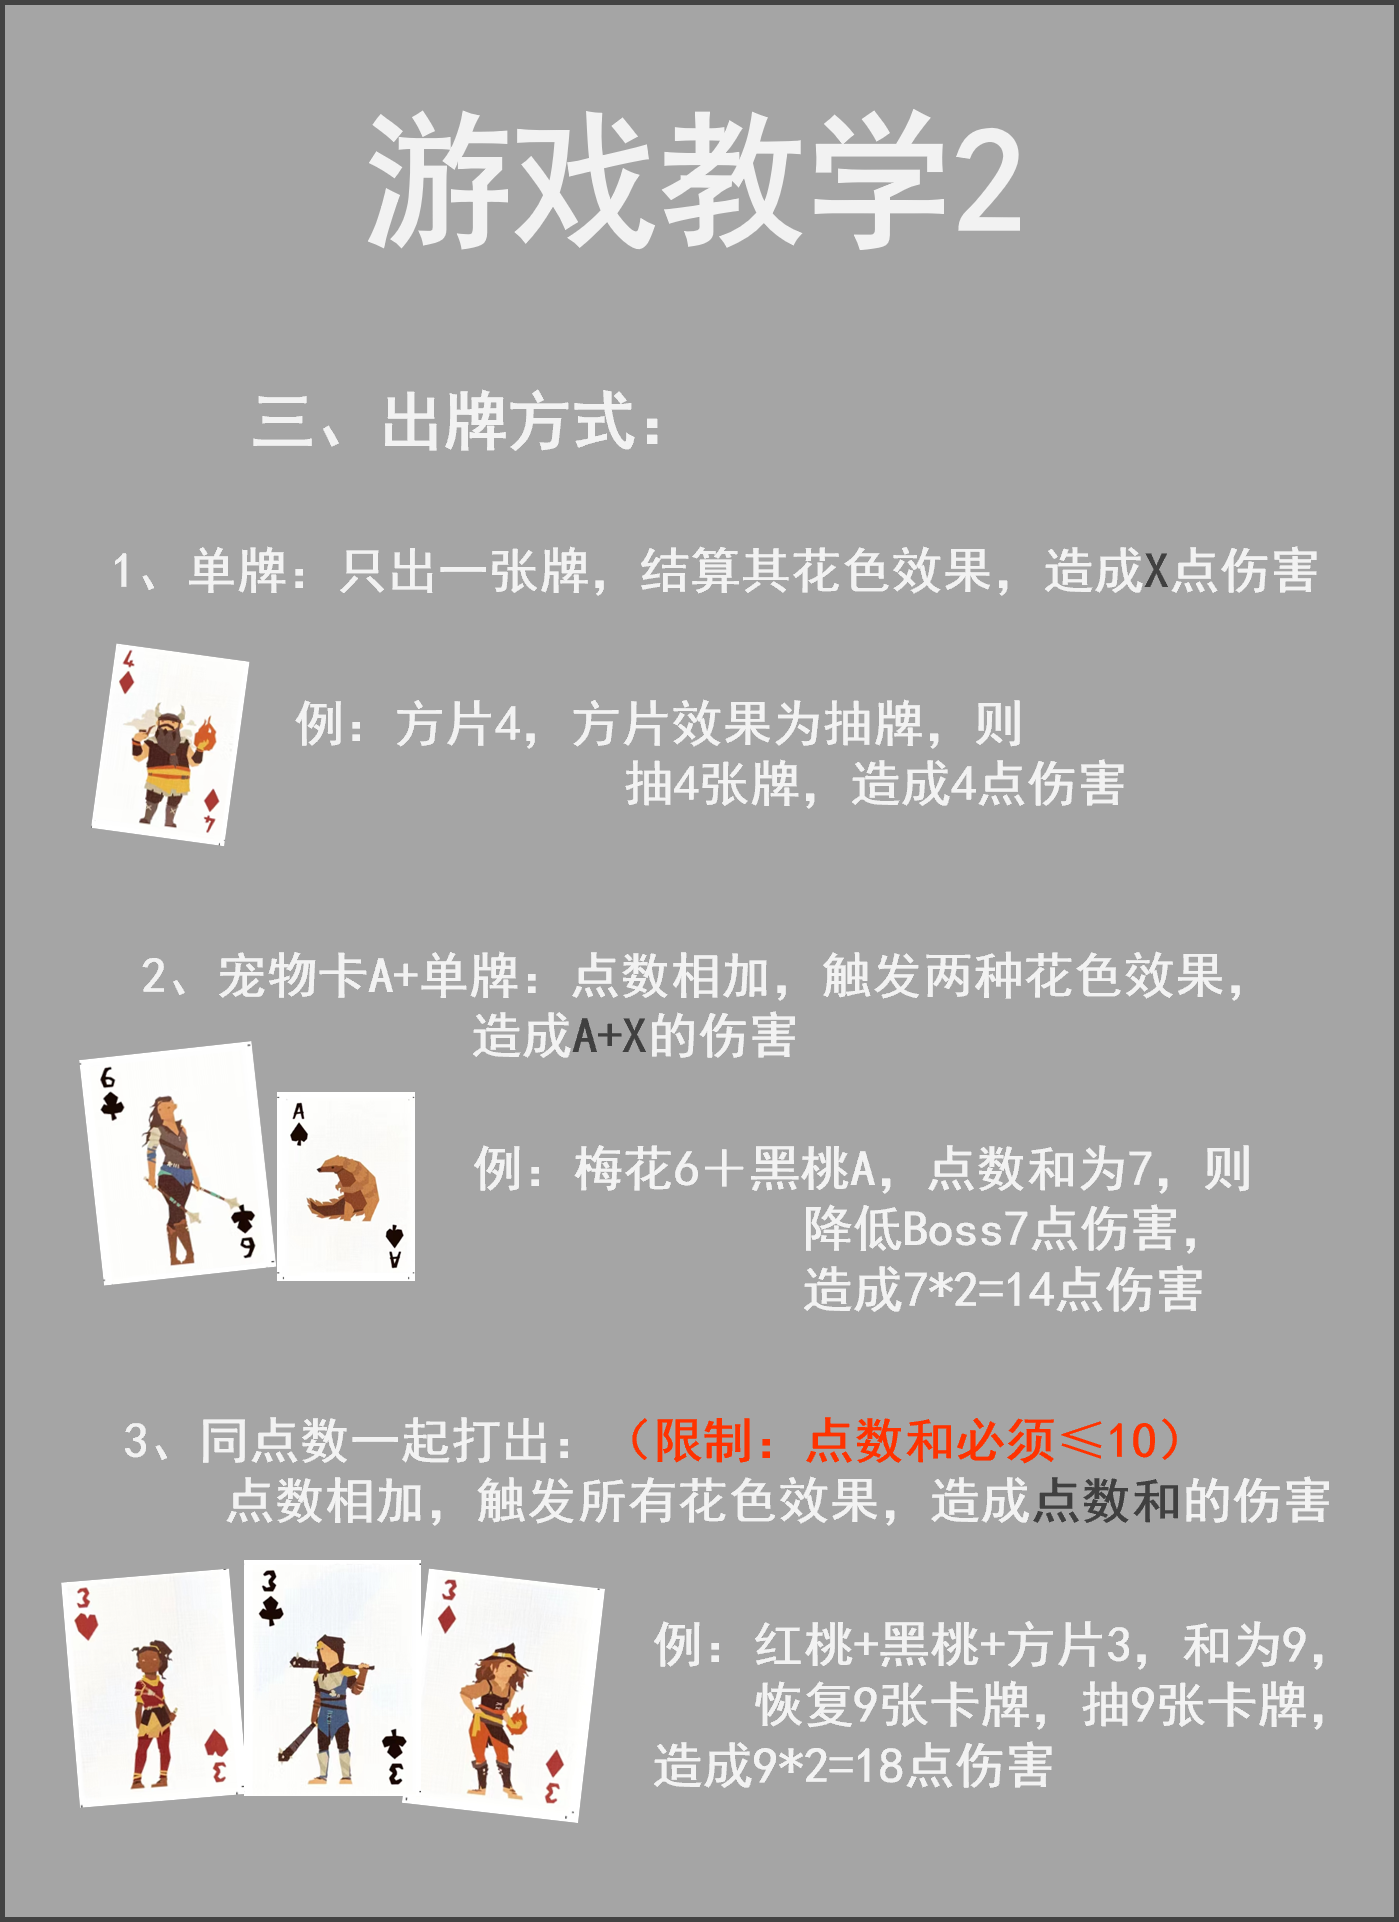 游戏教学2
三、出牌方式：
1、单牌：只出一张牌，结算其花色效果，造成X点伤害
4
4
例：方片4，方片效果为抽牌，则
抽4张牌，造成4点伤害
2、宠物卡A+单牌：点数相加，触发两种花色效果，
造成A+X的伤害
6
6
A
A
例：梅花6＋黑桃A，点数和为7，则
降低Boss7点伤害，
造成7*2=14点伤害
3、同点数一起打出：（限制：点数和必须≤10）
点数相加，触发所有花色效果，造成点数和的伤害
3
3
3
3
3
3
例：红桃+黑桃+方片3，和为9，
恢复9张卡牌，抽9张卡牌，
造成9*2=18点伤害